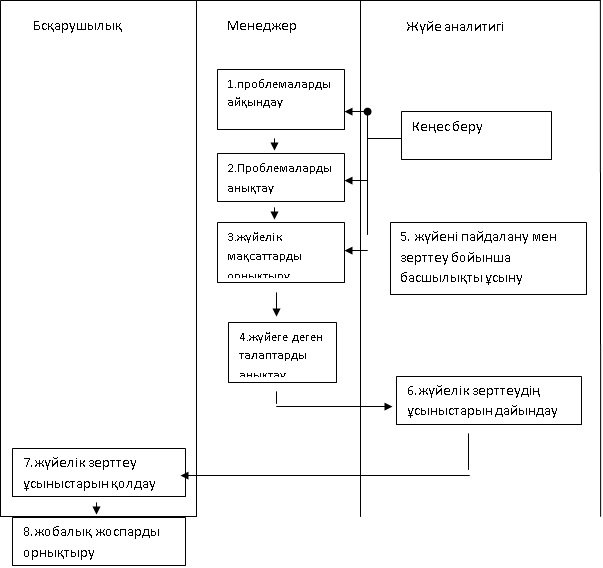 Бсқарушылық
Менеджер
Жүйе аналитигі
1.проблемаларды
айқындау
Кеңес беру
2.Проблемаларды
анықтау
3.жүйелік
мақсаттарды
орнықтыру
5. жүйені пайдалану мен
зерттеу бойынша
басшылықты ұсыну
4.жүйеге деген
талаптарды
анықтау
6.жүйелік зерттеудің
ұсыныстарын дайындау
7.жүйелік зерттеу
ұсыныстарын қолдау
8.жобалық жоспарды
орнықтыру